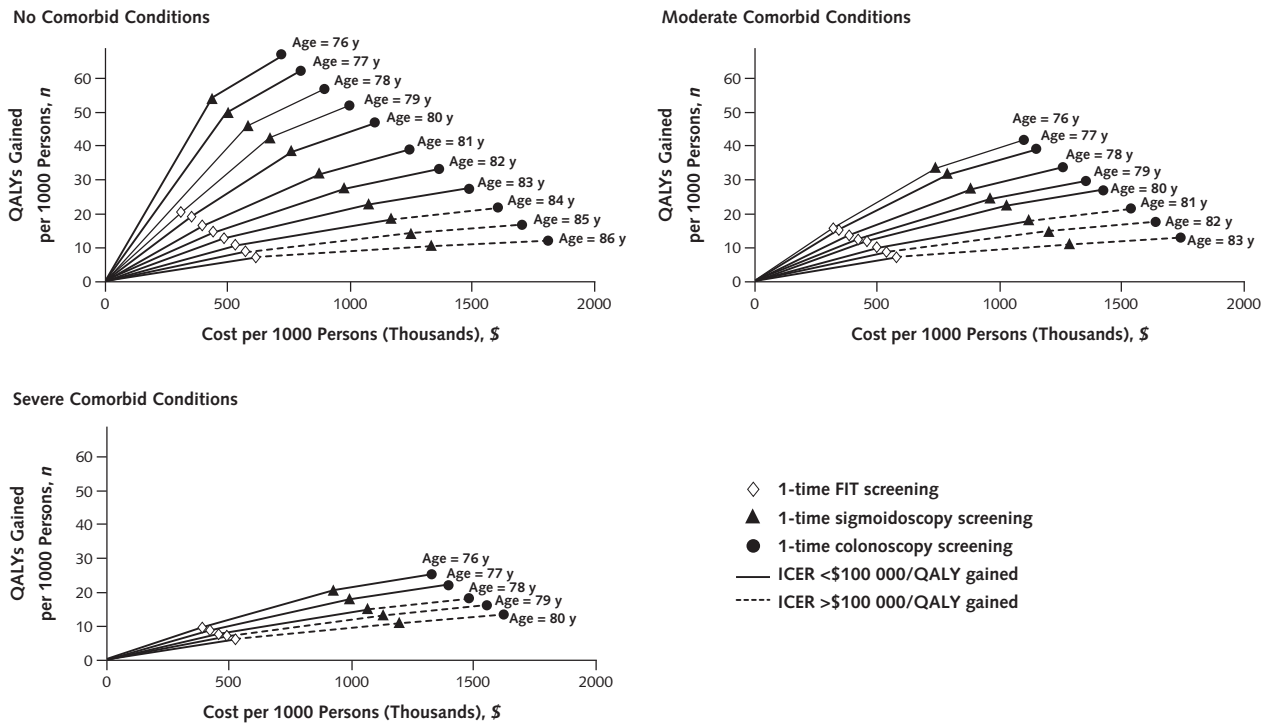 No Comorbid Conditions
QALYs Gained
per 1000 Persons, n
60
50
40
30
20
10
0
Age = 76 y
Age = 77 y
Age = 78 y
Age = 79 y
Age = 80 y
Age = 81 y
Age = 82 y
Age = 83 y
Age = 84 y
Age = 85 y
Age = 86 y
0 500 1000 1500 2000
Cost per 1000 Persons (Thousands), $
Moderate Comorbid Conditions
QALYs Gained
per 1000 Persons, n
60
50
40
30
20
10
0
Age = 76 y
Age = 77 y
Age = 78 y
Age = 79 y
Age = 80 y
Age = 81 y
Age = 82 y
Age = 83 y
0 500 1000 1500 2000
Cost per 1000 Persons (Thousands), $
Severe Comorbid Conditions
QALYs Gained
per 1000 Persons, n
60
50
40
30
20
10
0
Age = 76 y
Age = 77 y
Age = 78 y
Age = 79 y
Age = 80 y
0 500 1000 1500 2000
Cost per 1000 Persons (Thousands), $
1-time FIT screening
1-time sigmoidoscopy screening
1-time colonoscopy screening
ICER <$100 000/QALY gained
ICER >$100 000/QALY gained